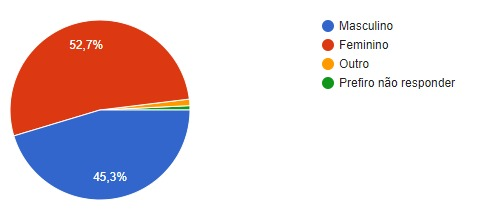 52,7%
45,3%
Masculino
Feminino
Outro
Prefiro não responder